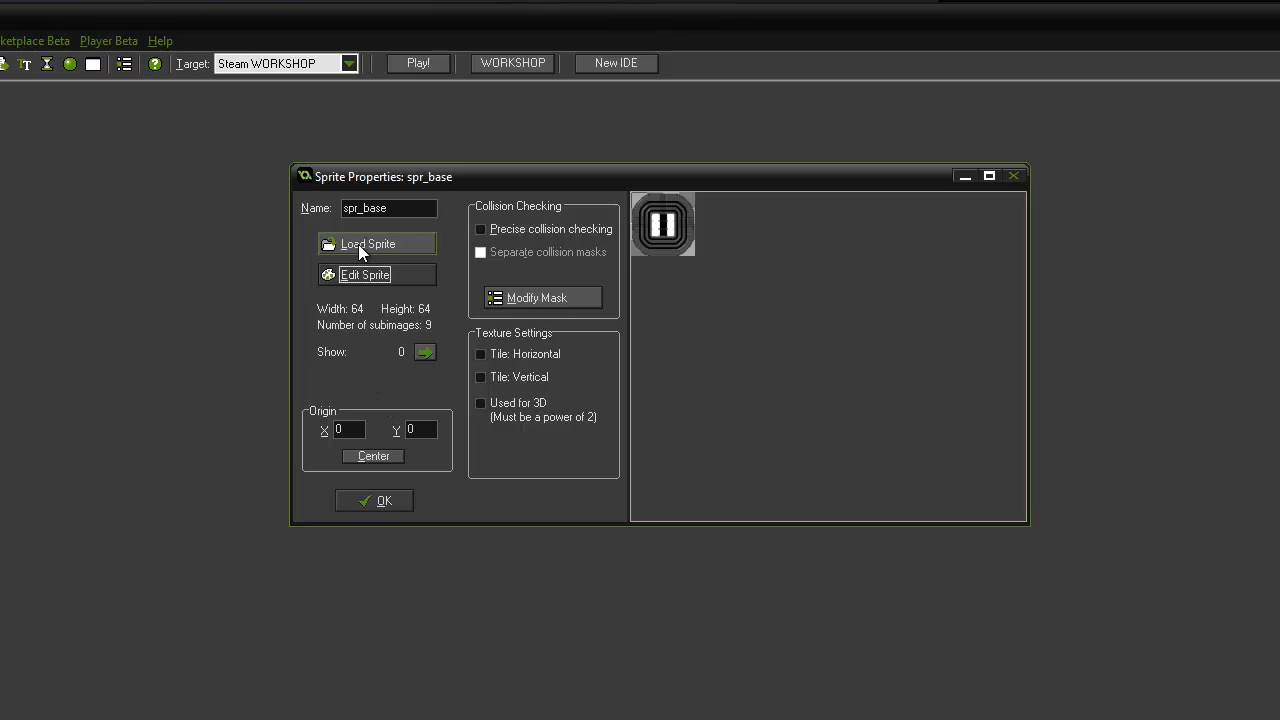 ketplace Beta Player Beta Help
Target: Steam WORKSHOP Play! WORKSHOP New IDE
Sprite Properties: spr_base
Name: spr_base
Load Sprite
Edit Sprite
Width: 64 Height: 64
Number of subimages: 9
Show: 0
Origin
X 0 Y 0
Center
OK
Collision Checking
Precise collision checking
Separate collision masks
Modify Mask
Texture Settings
Tile: Horizontal
Tile: Vertical
Used for 3D
(Must be a power of 2)